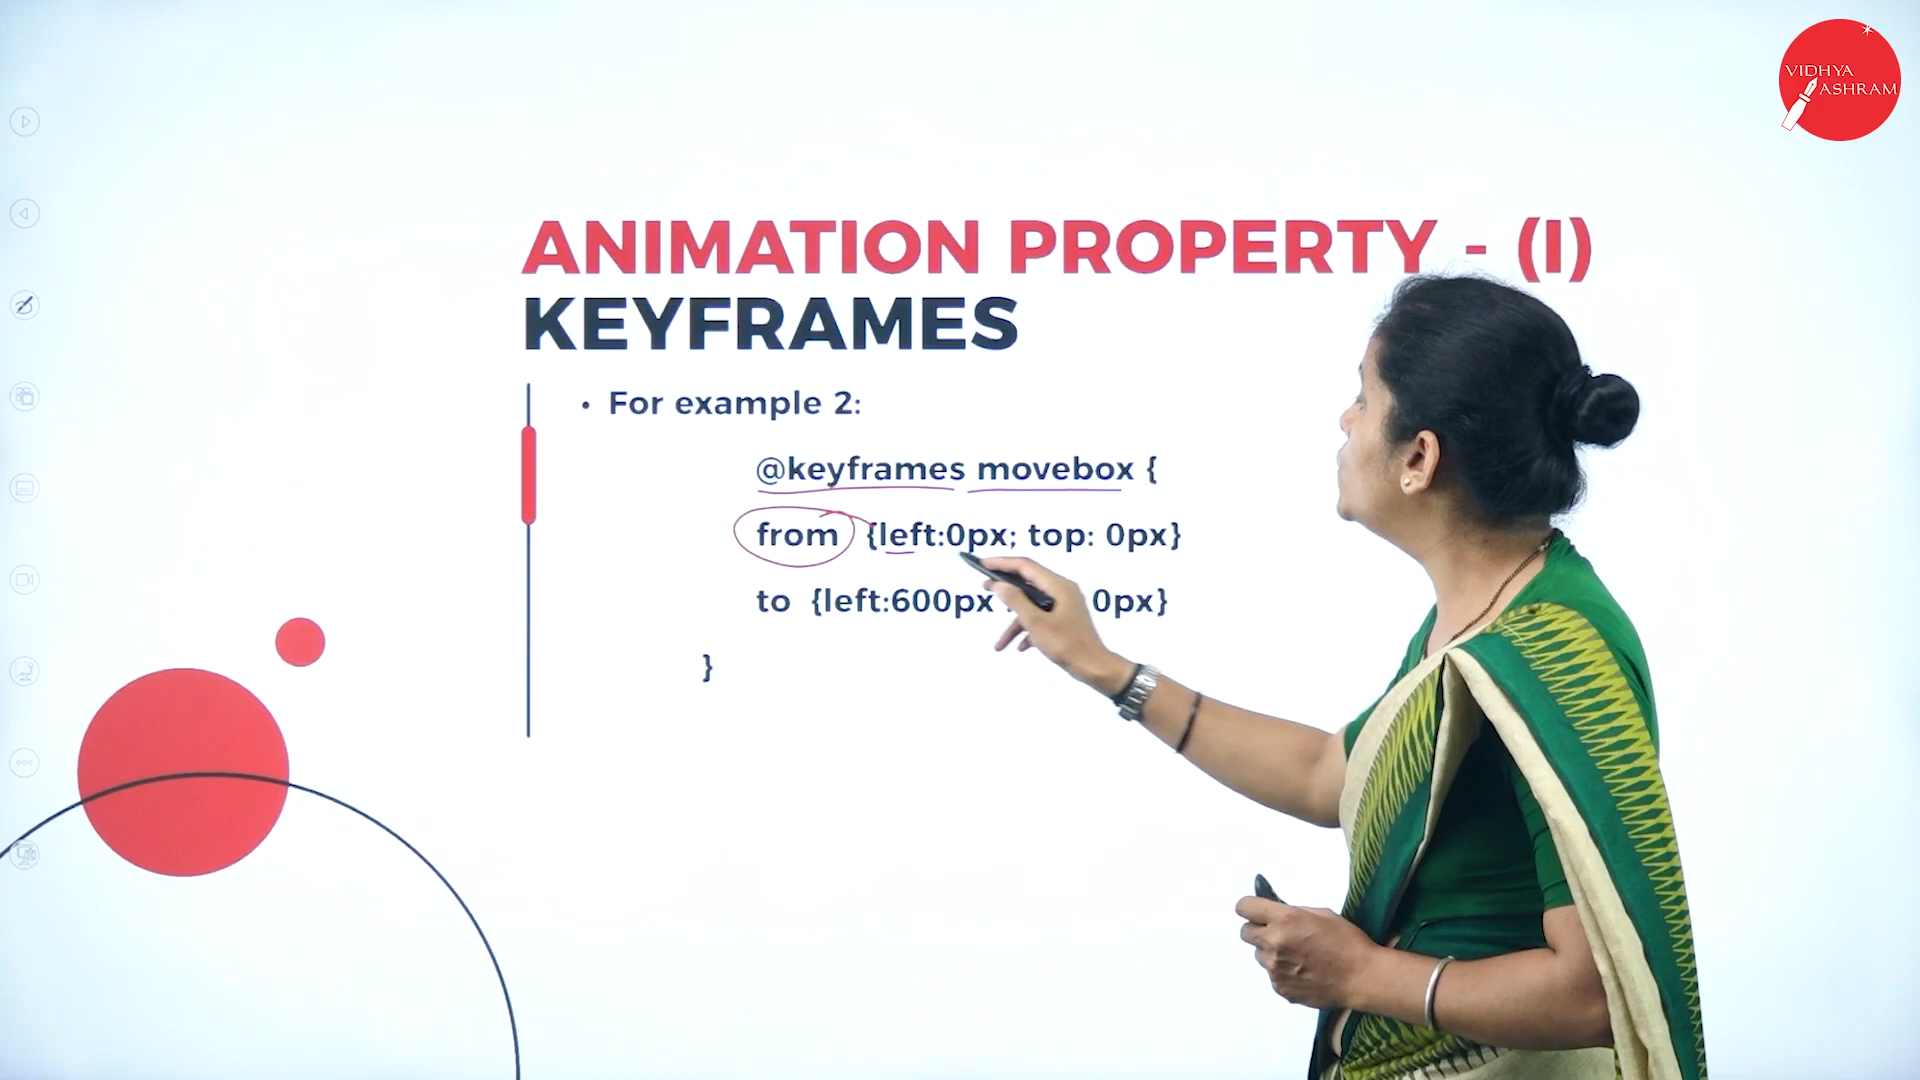 VIDHYA
ASHRAM
ANIMATION PROPERTY - (I)
KEYFRAMES
• For example 2:
@keyframes movebox {
from {left:0px; top: 0px}
to {left:600px 0px}
}